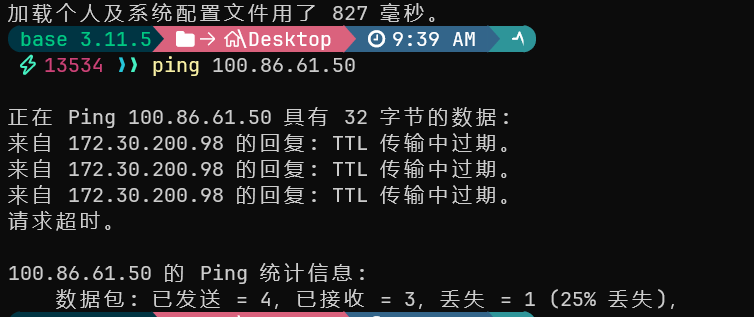 加载个人及系统配置文件用了 827 毫秒。
base 3.11.5 \Desktop 9:39 AM
13534 ping 100.86.61.50
正在 Ping 100.86.61.50 具有 32 字节的数据:
来自 172.30.200.98 的回复: TTL 传输中过期。
来自 172.30.200.98 的回复: TTL 传输中过期。
来自 172.30.200.98 的回复: TTL 传输中过期。
请求超时。
100.86.61.50 的 Ping 统计信息:
数据包: 已发送 = 4, 已接收 = 3, 丢失 = 1 (25% 丢失),